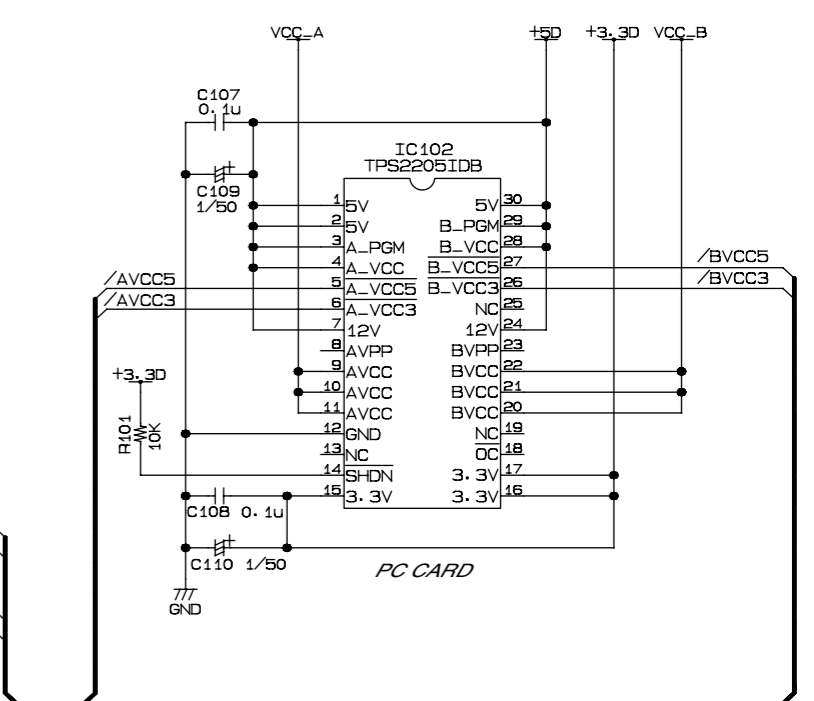 VCC_A
+5D
+3.3D
VCC_B
C107
0.1u
IC102
TPS2205IDB
C109
1/50
1 5V
2 5V
3 A_PGM
4 A_VCC
5 A_VCC5
6 A_VCC3
7 12V
8 AVPP
9 AVCC
10 AVCC
11 AVCC
12 GND
13 NC
14 SHDN
15 3.3V
5V 30
B_PGM 29
B_VCC 28
B_VCC5 27
B_VCC3 26
NC 25
12V 24
BVPP 23
BVCC 22
BVCC 21
BVCC 20
NC 19
OC 18
3.3V 17
3.3V 16
/AVCC5
/AVCC3
/BVCC5
/BVCC3
+3.3D
R101
10K
C108 0.1u
C110 1/50
GND
PC CARD